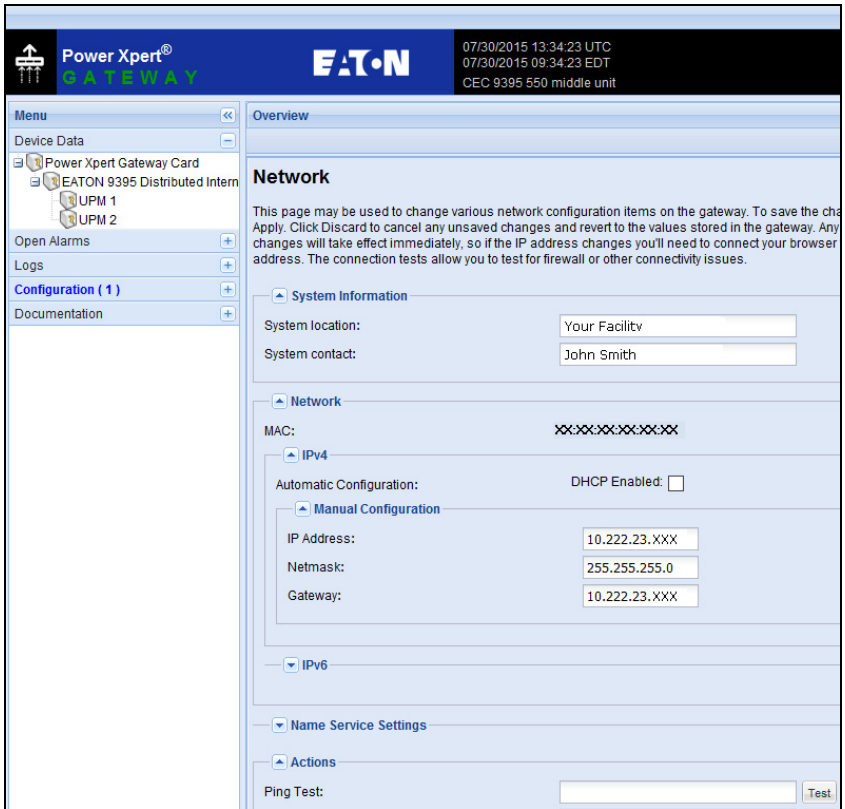 Power Xpert®
GATEWAY
EATON
07/30/2015 13:34:23 UTC
07/30/2015 09:34:23 EDT
CEC 9395 550 middle unit
Menu
Device Data
Power Xpert Gateway Card
EATON 9395 Distributed Intern
UPM 1
UPM 2
Open Alarms
Logs
Configuration ( 1 )
Documentation
Overview
Network
This page may be used to change various network configuration items on the gateway. To save the cha
Apply. Click Discard to cancel any unsaved changes and revert to the values stored in the gateway. Any
changes will take effect immediately, so if the IP address changes you'll need to connect your browser
address. The connection tests allow you to test for firewall or other connectivity issues.
System Information
System location: Your Facility
System contact: John Smith
Network
MAC: XX:XX:XX:XX:XX:XX
IPv4
Automatic Configuration: DHCP Enabled:
Manual Configuration
IP Address: 10.222.23.XXX
Netmask: 255.255.255.0
Gateway: 10.222.23.XXX
IPv6
Name Service Settings
Actions
Ping Test: Test